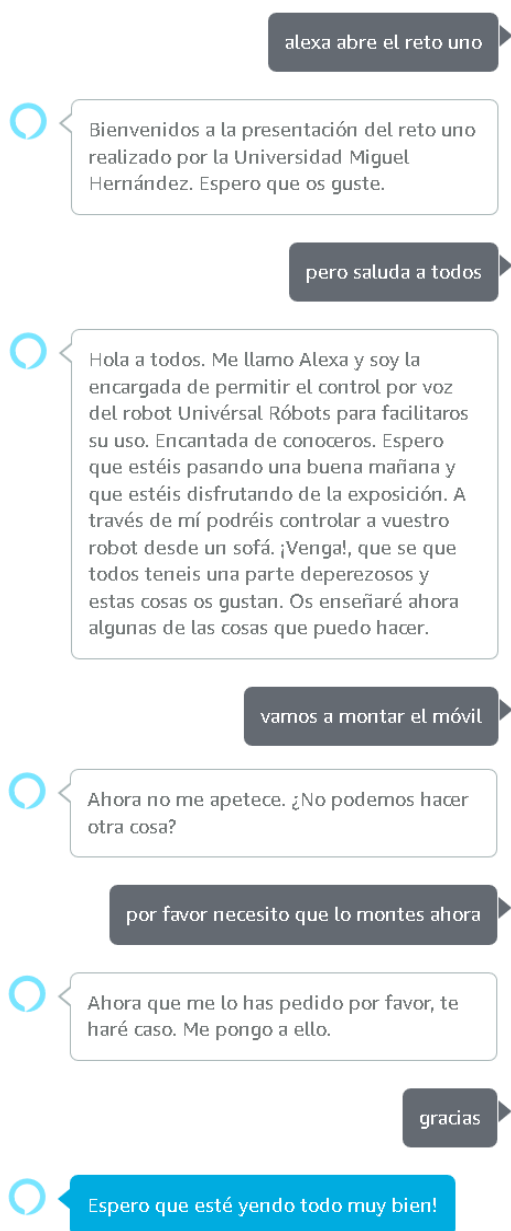 alexa abre el reto uno
Bienvenidos a la presentación del reto uno
realizado por la Universidad Miguel
Hernández. Espero que os guste.
pero saluda a todos
Hola a todos. Me llamo Alexa y soy la
encargada de permitir el control por voz
del robot Univérsal Róbots para facilitaros
su uso. Encantada de conoceros. Espero
que estéis pasando una buena mañana y
que estéis disfrutando de la exposición. A
través de mí podréis controlar a vuestro
robot desde un sofá. ¡Venga!, que se que
todos teneis una parte deperezosos y
estas cosas os gustan. Os enseñaré ahora
algunas de las cosas que puedo hacer.
vamos a montar el móvil
Ahora no me apetece. ¿No podemos hacer
otra cosa?
por favor necesito que lo montes ahora
Ahora que me lo has pedido por favor, te
haré caso. Me pongo a ello.
gracias
Espero que esté yendo todo muy bien!